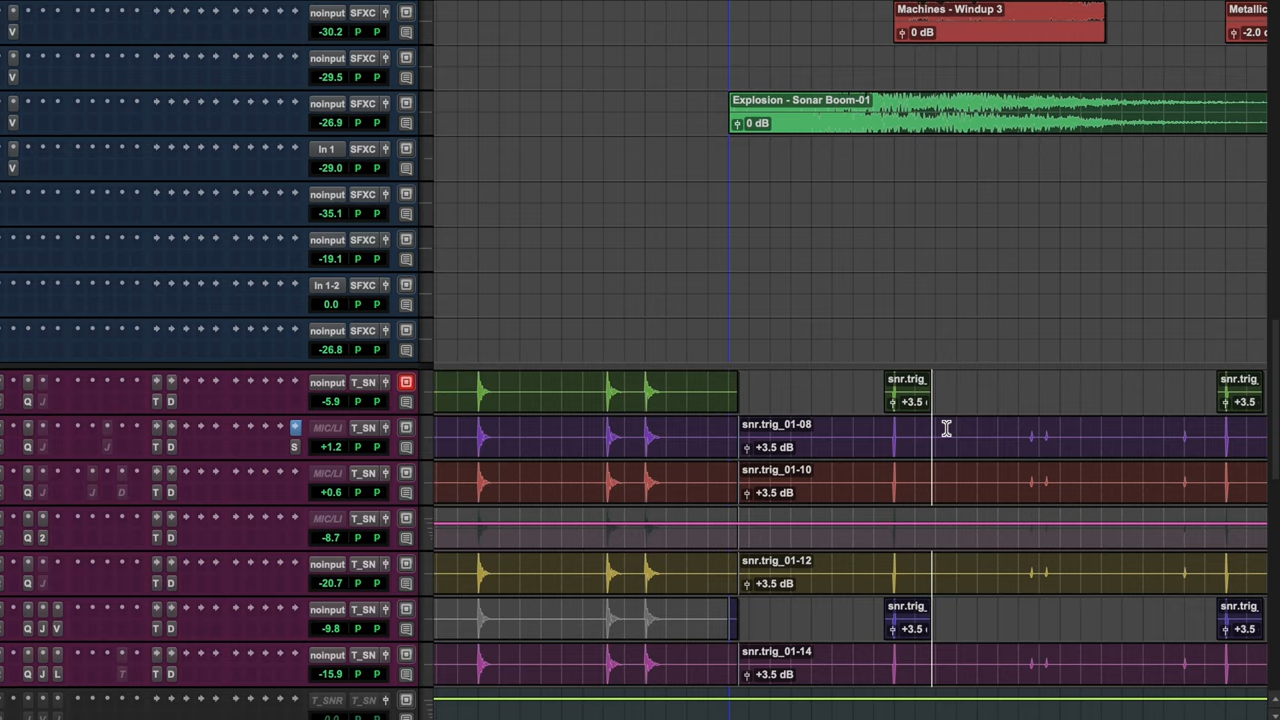 noinput SFXC Machines - Windup 3 Metallic
V -30.2 P P 0 dB -2.0
noinput SFXC
V -29.5 P P
noinput SFXC Explosion - Sonar Boom-01
V -26.9 P P 0 dB
In 1 SFXC
V -29.0 P P
noinput SFXC
-35.1 P P
noinput SFXC
-19.1 P P
In 1-2 SFXC
0.0 P P
noinput SFXC
-26.8 P P
noinput T_SN snr.trig_ snr.trig_
Q J T D -5.9 P P +3.5 +3.5
MIC/LI T_SN snr.trig_01-08
Q J J T D S +1.2 P P +3.5 dB
MIC/LI T_SN snr.trig_01-10
Q J J D T D +0.6 P P +3.5 dB
MIC/LI T_SN
Q 2 T D -8.7 P P
noinput T_SN snr.trig_01-12
Q J T D -20.7 P P +3.5 dB
noinput T_SN snr.trig_ snr.trig_
Q J V T D -9.8 P P +3.5 +3.5
noinput T_SN snr.trig_01-14
Q J L T T D -15.9 P P +3.5 dB
T_SNR T_SN